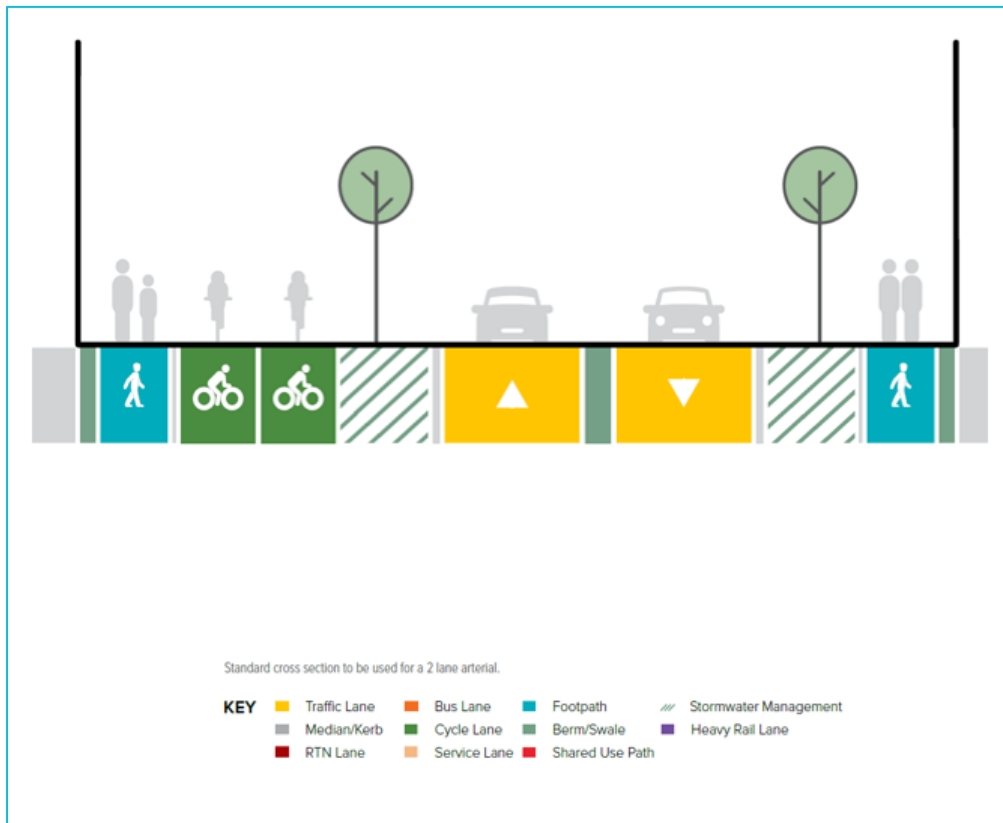 Standard cross section to be used for a 2 lane arterial.
KEY Traffic Lane Bus Lane Footpath Stormwater Management
Median/Kerb Cycle Lane Berm/Swale Heavy Rail Lane
RTN Lane Service Lane Shared Use Path